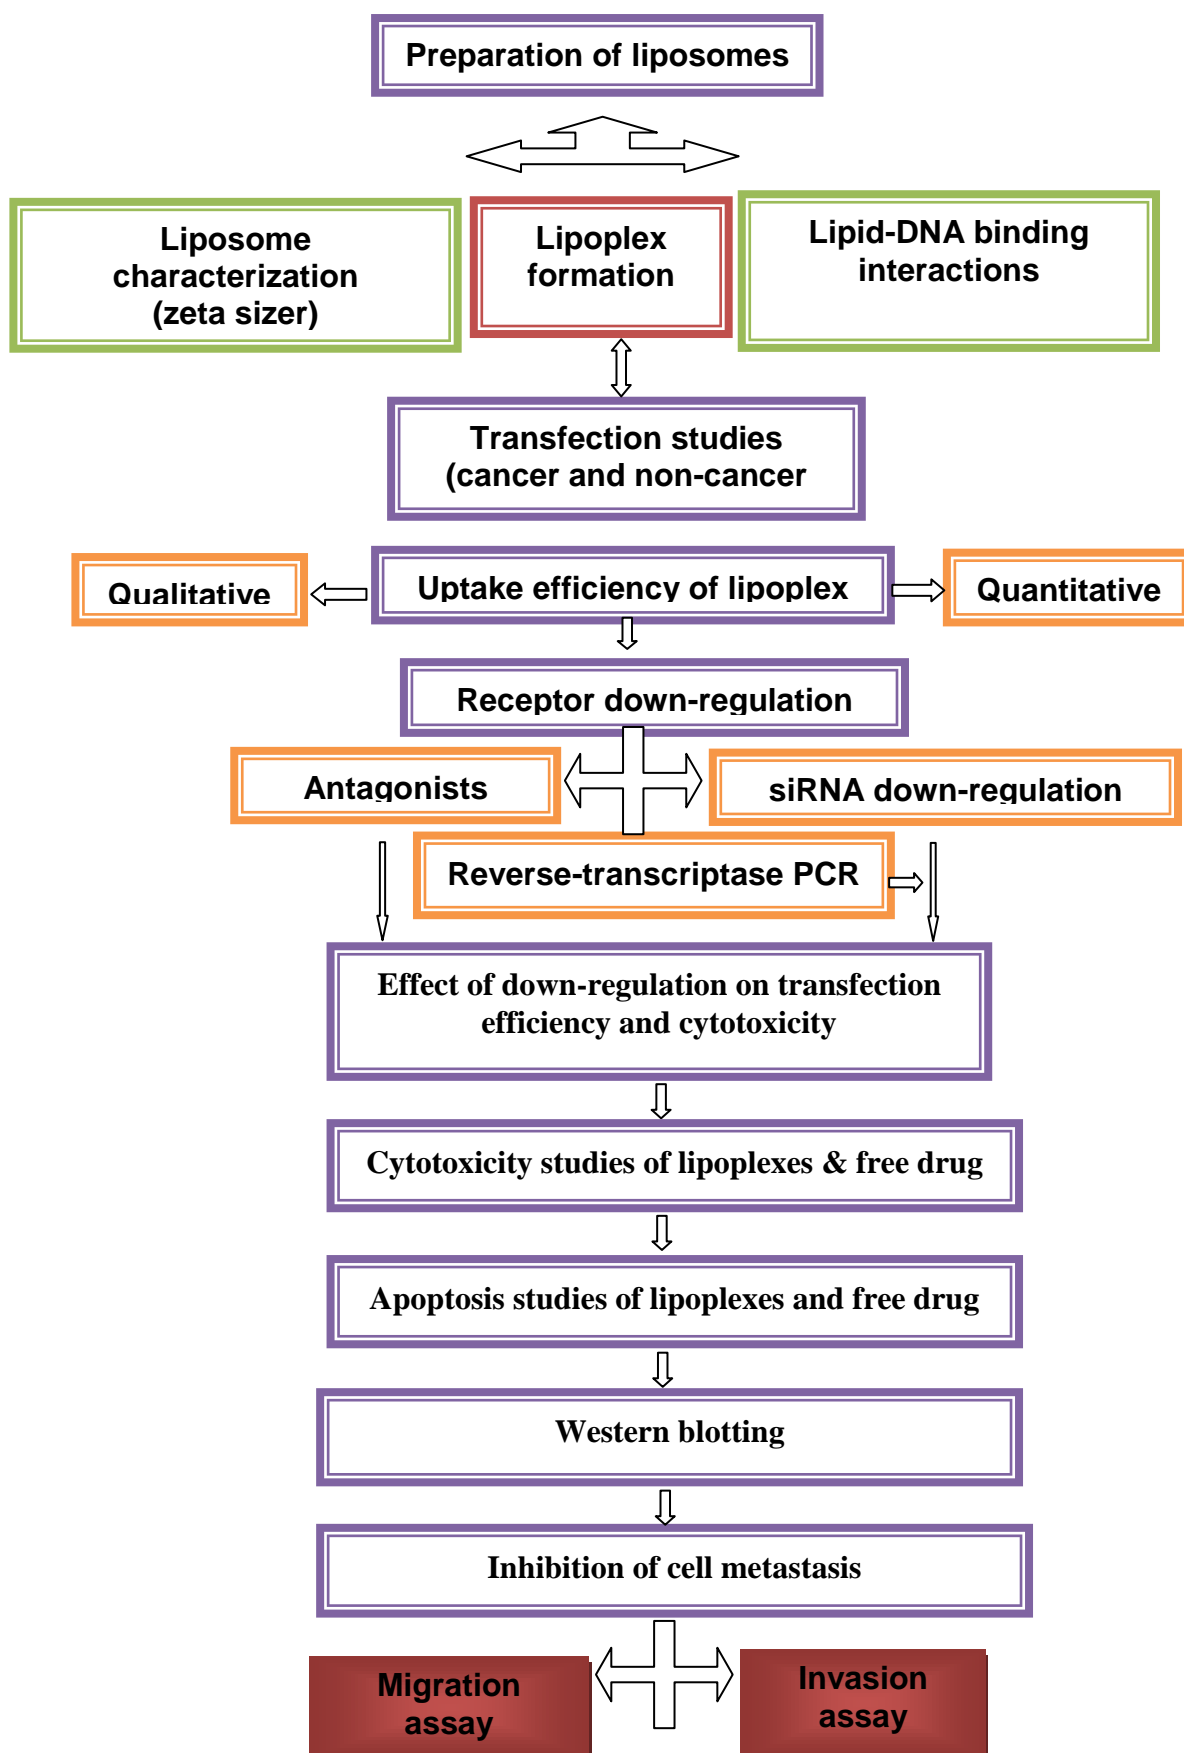 Preparation of liposomes
Liposome
characterization
(zeta sizer)
Lipoplex
formation
Lipid-DNA binding
interactions
Transfection studies
(cancer and non-cancer
Qualitative
Uptake efficiency of lipoplex
Quantitative
Receptor down-regulation
Antagonists
siRNA down-regulation
Reverse-transcriptase PCR
Effect of down-regulation on transfection
efficiency and cytotoxicity
Cytotoxicity studies of lipoplexes & free drug
Apoptosis studies of lipoplexes and free drug
Western blotting
Inhibition of cell metastasis
Migration
assay
Invasion
assay